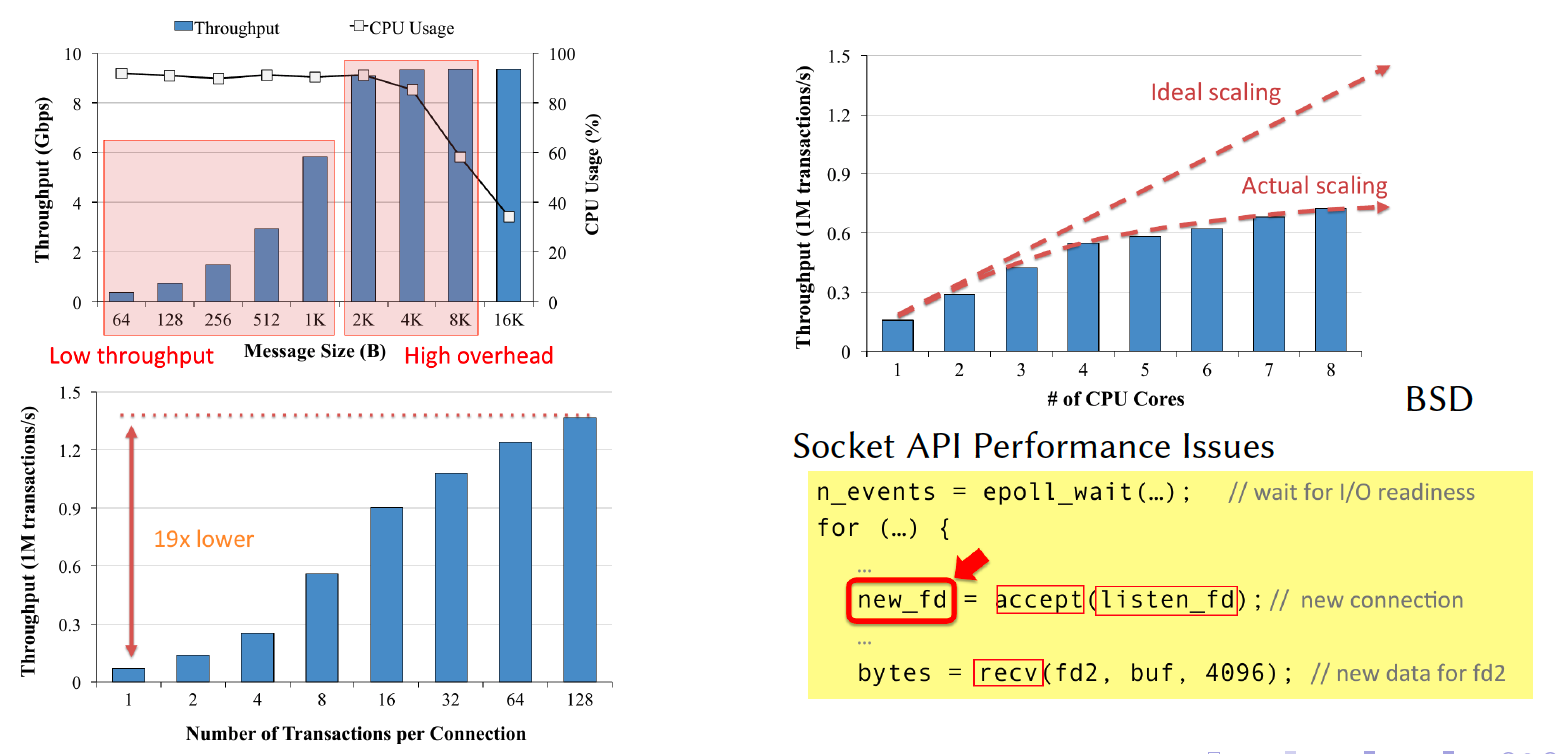 Throughput CPU Usage
10 100
8 80
6 60
4 40
2 20
0 0
Throughput (Gbps)
CPU Usage (%)
64 128 256 512 1K 2K 4K 8K 16K
Low throughput Message Size (B) High overhead
1.5
1.2
0.9
0.6
0.3
0
Throughput (1M transactions/s)
19x lower
1 2 4 8 16 32 64 128
Number of Transactions per Connection
1.5
1.2
0.9
0.6
0.3
0
Throughput (1M transactions/s)
Ideal scaling
Actual scaling
1 2 3 4 5 6 7 8
# of CPU Cores
BSD
Socket API Performance Issues
n_events = epoll_wait(…); // wait for I/O readiness
for (…) {
…
new_fd = accept(listen_fd); // new connection
…
bytes = recv(fd2, buf, 4096); // new data for fd2